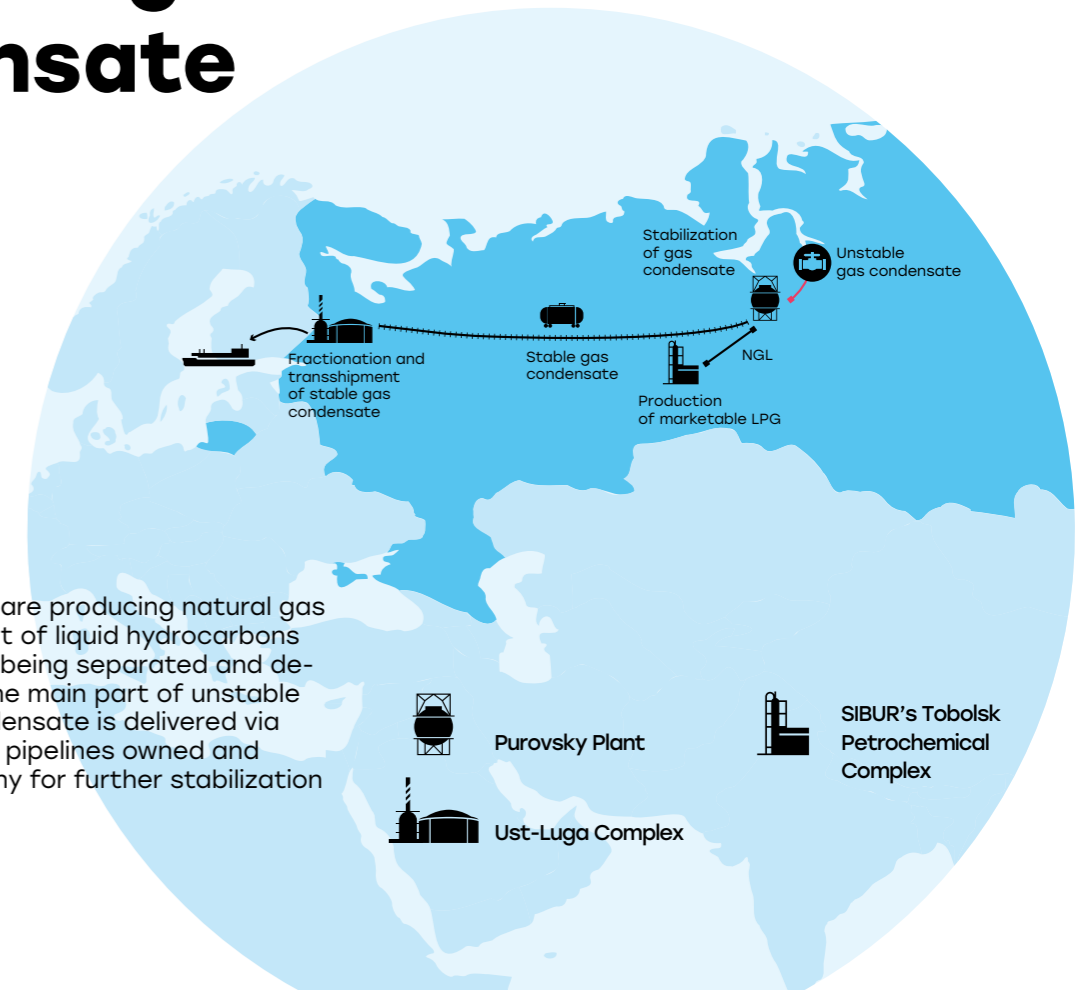 nsate
Stabilization
of gas
condensate
Unstable
gas condensate
Fractionation and
transshipment
of stable gas
condensate
Stable gas
condensate
NGL
Production
of marketable LPG
are producing natural gas
t of liquid hydrocarbons
being separated and de-
ne main part of unstable
densate is delivered via
pipelines owned and
ny for further stabilization
Purovsky Plant
SIBUR’s Tobolsk
Petrochemical
Complex
Ust-Luga Complex